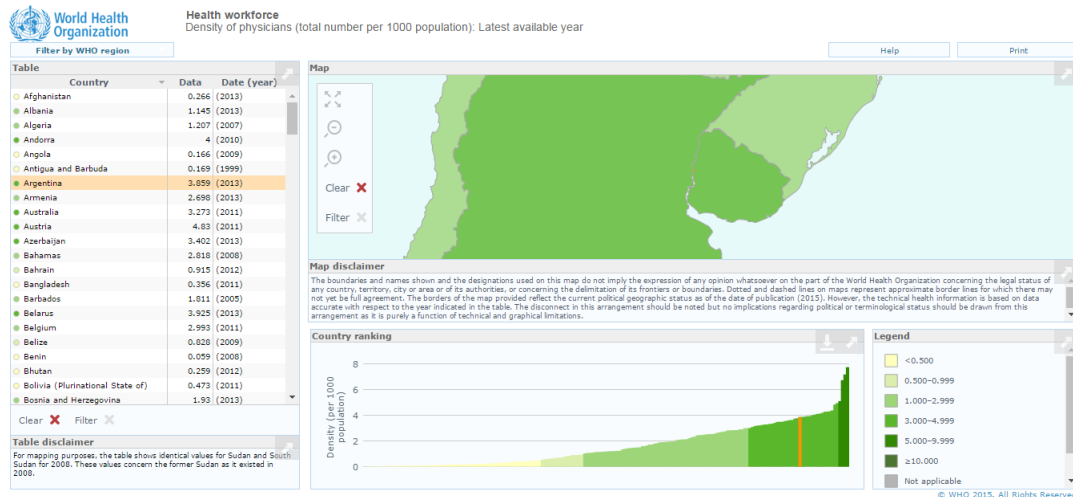 World Health
Organization
Health workforce
Density of physicians (total number per 1000 population): Latest available year
Filter by WHO region
Help
Print
Table
Country Data Date (year)
Afghanistan 0.266 (2013)
Albania 1.145 (2013)
Algeria 1.207 (2007)
Andorra 4 (2010)
Angola 0.166 (2009)
Antigua and Barbuda 0.169 (1999)
Argentina 3.859 (2013)
Armenia 2.698 (2013)
Australia 3.273 (2011)
Austria 4.83 (2011)
Azerbaijan 3.402 (2013)
Bahamas 2.818 (2008)
Bahrain 0.915 (2012)
Bangladesh 0.356 (2011)
Barbados 1.811 (2005)
Belarus 3.925 (2013)
Belgium 2.993 (2011)
Belize 0.828 (2009)
Benin 0.059 (2008)
Bhutan 0.259 (2012)
Bolivia (Plurinational State of) 0.473 (2011)
Bosnia and Herzegovina 1.93 (2013)
Clear Filter
Table disclaimer
For mapping purposes, the table shows identical values for Sudan and South
Sudan for 2008. These values concern the former Sudan as it existed in
2008.
Map
Clear
Filter
Map disclaimer
The boundaries and names shown and the designations used on this map do not imply the expression of any opinion whatsoever on the part of the World Health Organization concerning the legal status of
any country, territory, city or area or of its authorities, or concerning the delimitation of its frontiers or boundaries. Dotted and dashed lines on maps represent approximate border lines for which there may
not yet be full agreement. The borders of the map provided reflect the current political geographic status as of the date of publication (2015). However, the technical health information is based on data
accurate with respect to the year indicated in the table. The disconnect in this arrangement should be noted but no implications regarding political or terminological status should be drawn from this
arrangement as it is purely a function of technical and graphical limitations.
Country ranking
Density (per 1000
population)
8
6
4
2
0
Legend
<0.500
0.500–0.999
1.000–2.999
3.000–4.999
5.000–9.999
≥10.000
Not applicable
© WHO 2015. All Rights Reserve